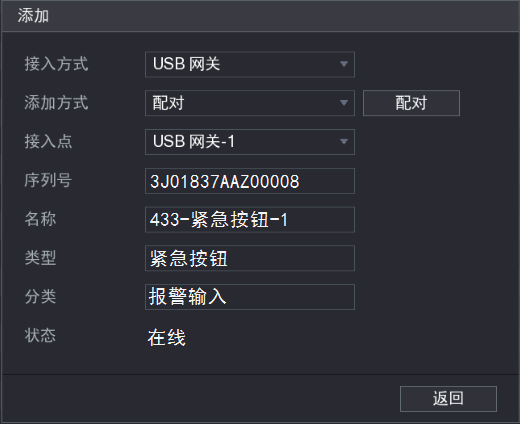 添加
接入方式 USB 网关
添加方式 配对 配对
接入点 USB 网关-1
序列号 3J01837AAZ00008
名称 433-紧急按钮-1
类型 紧急按钮
分类 报警输入
状态 在线
返回